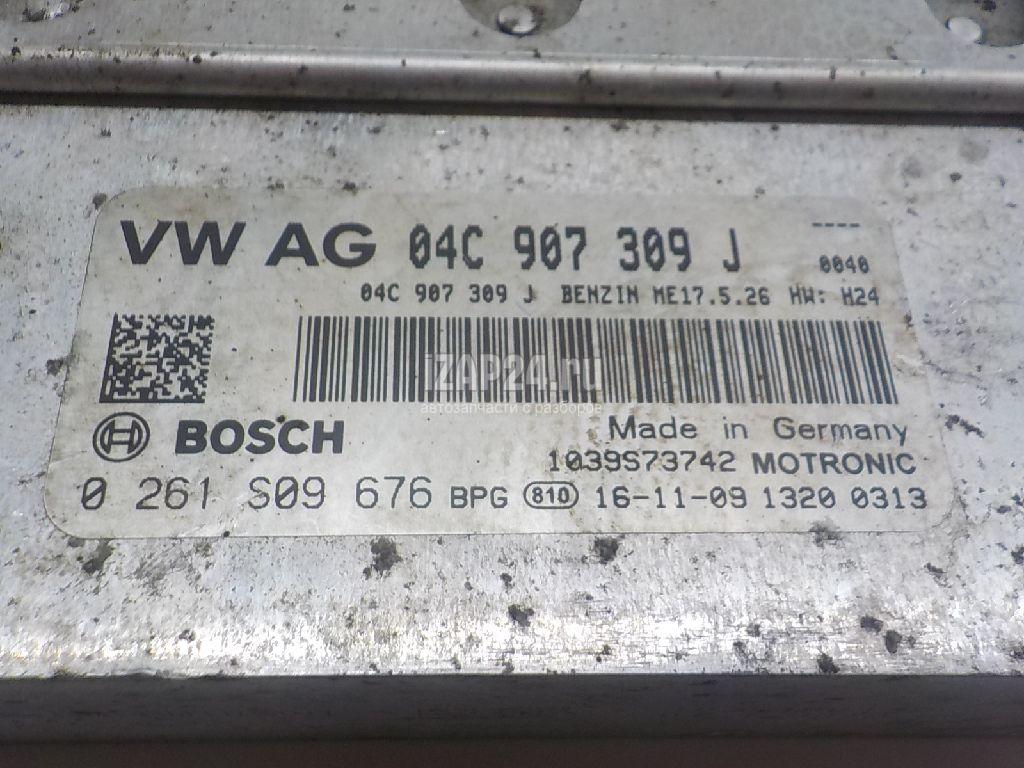 VW AG 04C 907 309 J ----
0040
04C 907 309 J BENZIN ME17.5.26 HW: H24
iZAP24.ru
автозапчасти с разборов
BOSCH
Made in Germany
1039S73742 MOTRONIC
0 261 S09 676 BPG 810 16-11-09 1320 0313